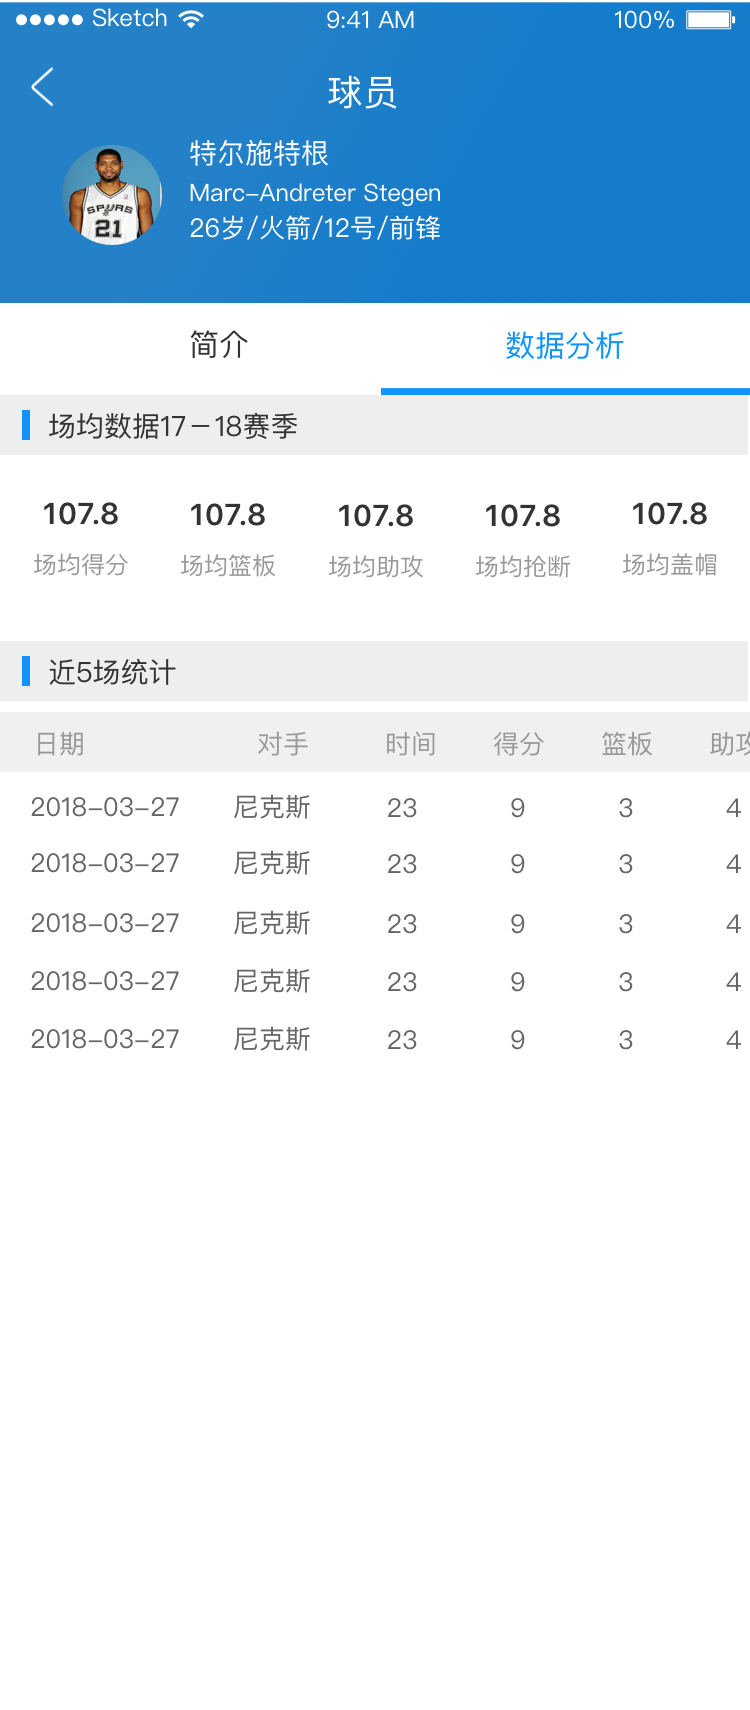 Sketch 9:41 AM 100%
球员
特尔施特根
Marc-Andreter Stegen
26岁/火箭/12号/前锋
SPURS
21
简介 数据分析
场均数据17-18赛季
107.8 107.8 107.8 107.8 107.8
场均得分 场均篮板 场均助攻 场均抢断 场均盖帽
近5场统计
日期 对手 时间 得分 篮板 助攻
2018-03-27 尼克斯 23 9 3 4
2018-03-27 尼克斯 23 9 3 4
2018-03-27 尼克斯 23 9 3 4
2018-03-27 尼克斯 23 9 3 4
2018-03-27 尼克斯 23 9 3 4